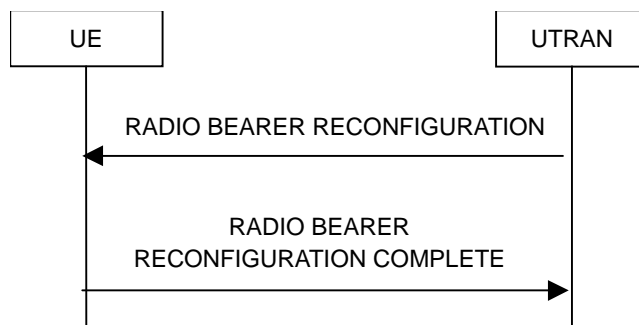 UE
UTRAN
RADIO BEARER RECONFIGURATION
RADIO BEARER
RECONFIGURATION COMPLETE